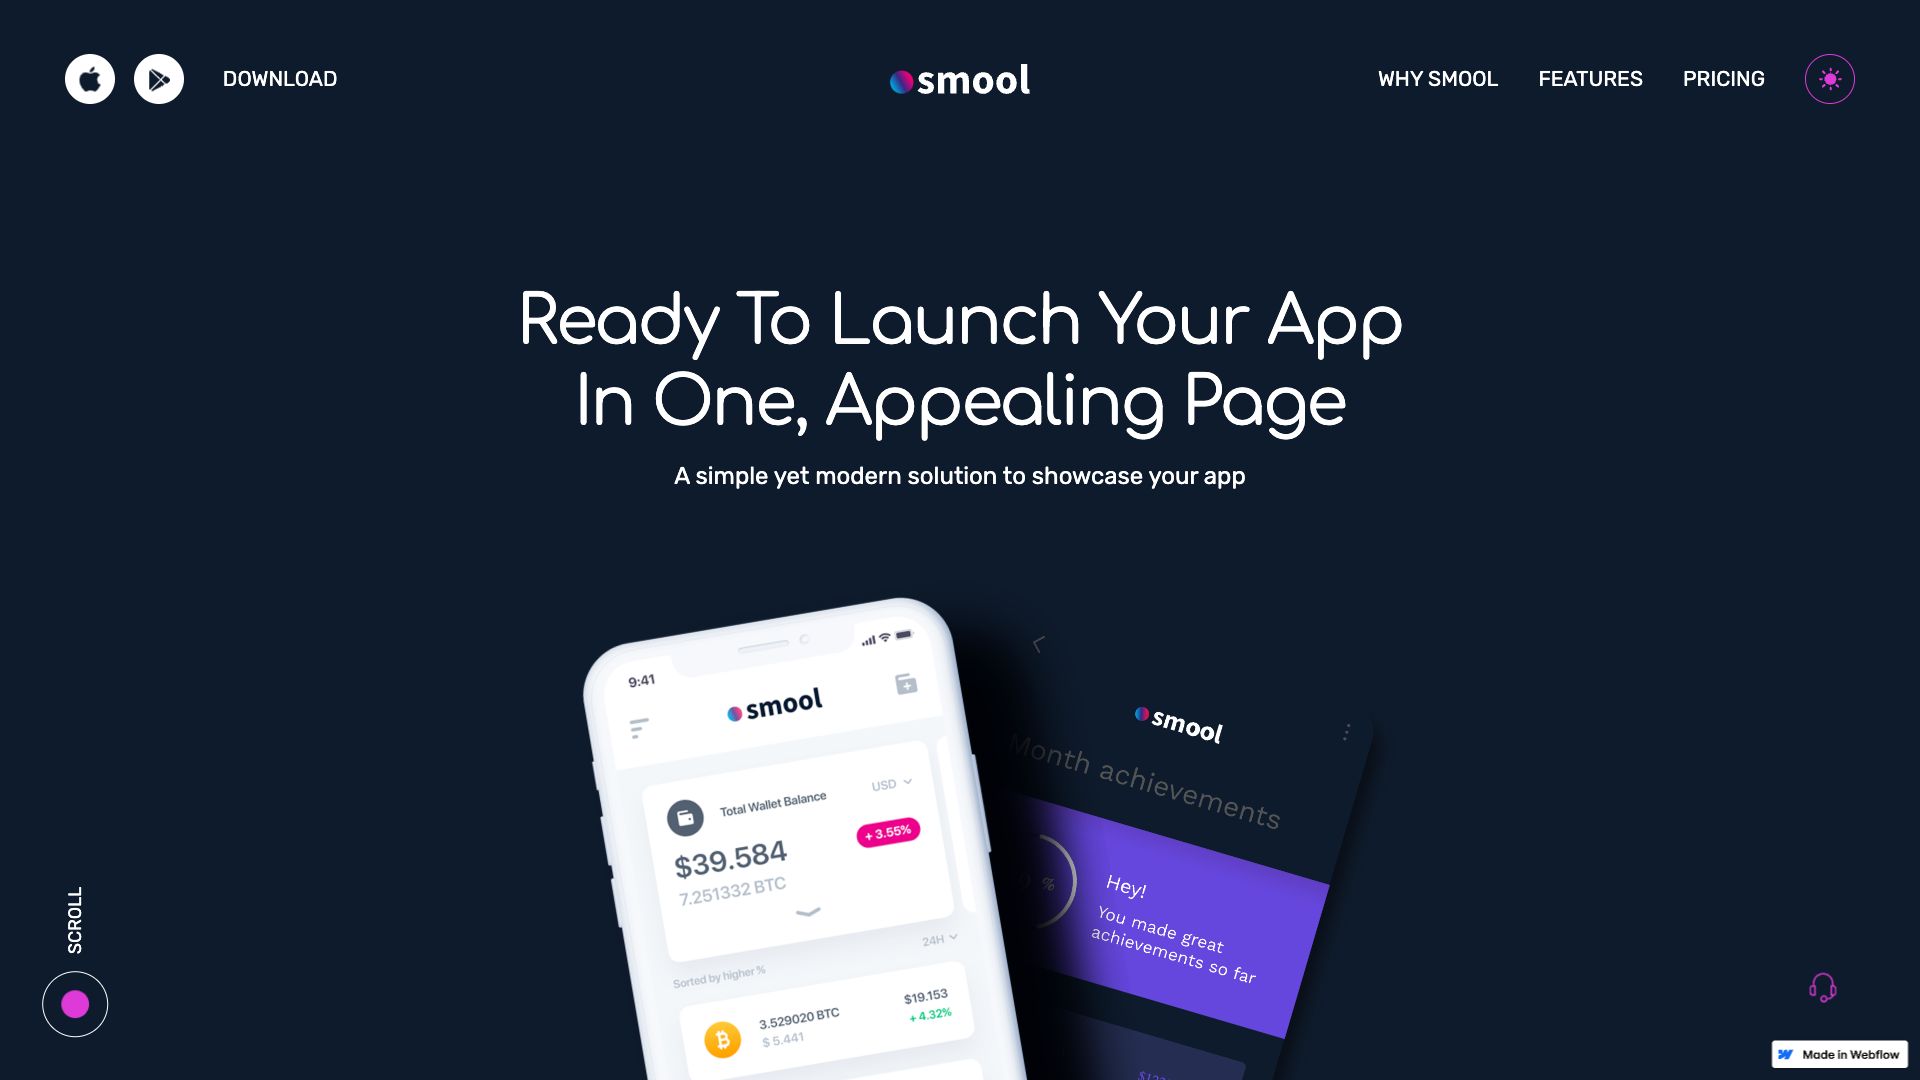 DOWNLOAD
smool
WHY SMOOL
FEATURES
PRICING
Ready To Launch Your App
In One, Appealing Page
A simple yet modern solution to showcase your app
9:41
smool
Total Wallet Balance
USD
$39.584
+ 3.55%
7.251332 BTC
24H
Sorted by higher %
3.529020 BTC
$19.153
$ 5.441
+ 4.32%
smool
Month achievements
%
Hey!
You made great
achievements so far
SCROLL
Made in Webflow